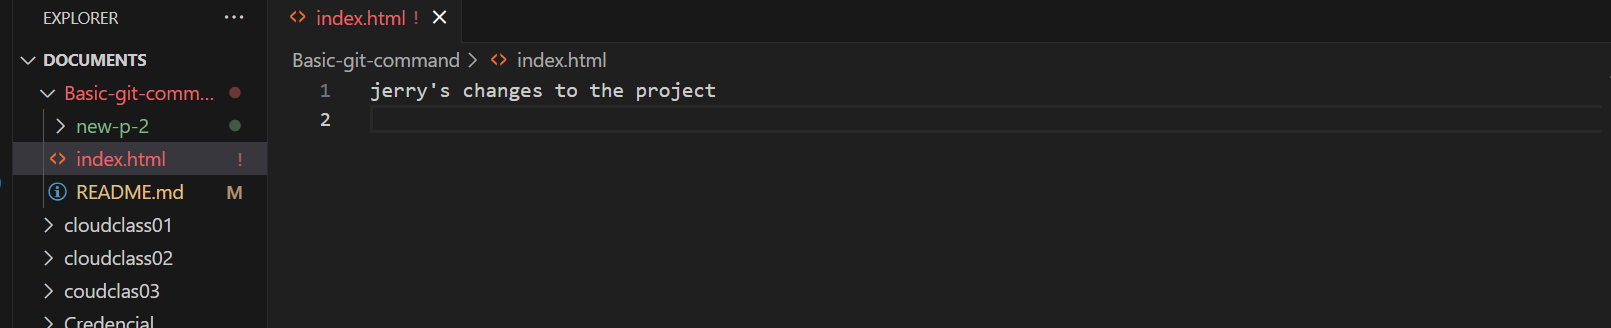 EXPLORER ...
DOCUMENTS
Basic-git-comm...
new-p-2
index.html !
README.md M
cloudclass01
cloudclass02
coudclas03
Credencial
index.html !
Basic-git-command > index.html
1 jerry's changes to the project
2